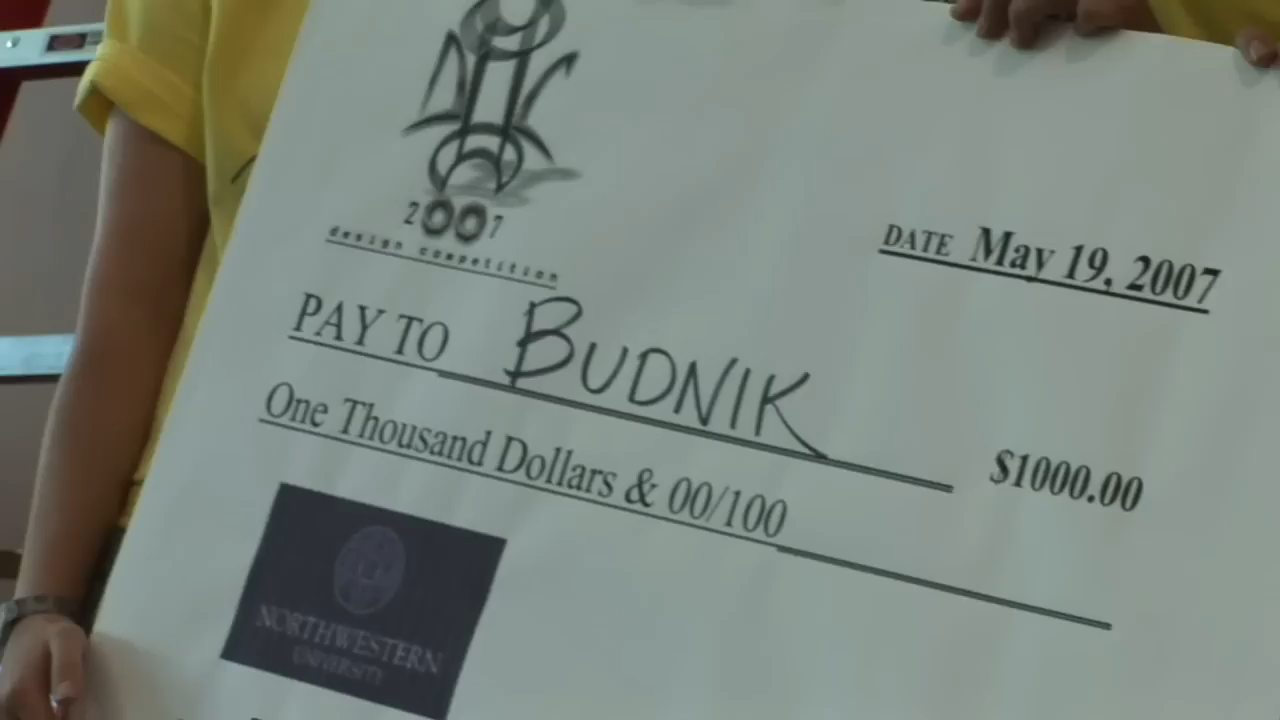 2007
design competition
DATE May 19, 2007
PAY TO BUDNIK
$1000.00
One Thousand Dollars & 00/100
NORTHWESTERN
UNIVERSITY